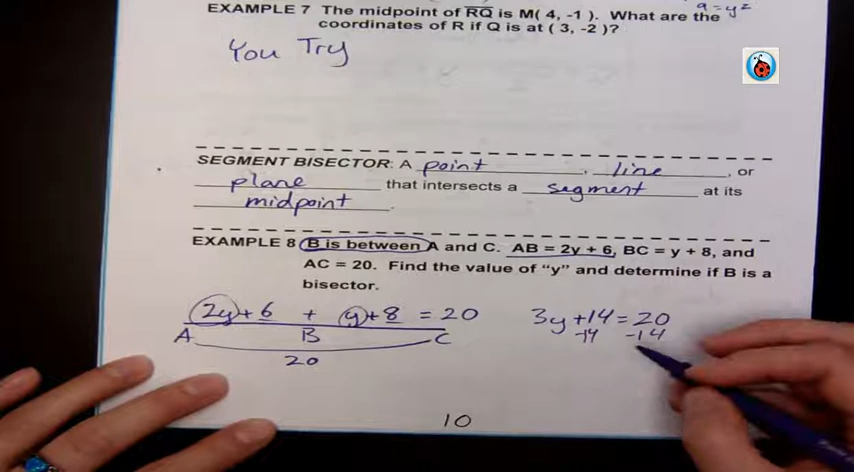 9 = y2
EXAMPLE 7 The midpoint of RQ is M( 4, -1 ). What are the
coordinates of R if Q is at ( 3, -2 )?
You Try
SEGMENT BISECTOR: A point, line, or
plane that intersects a segment at its
midpoint.
EXAMPLE 8 B is between A and C. AB = 2y + 6, BC = y + 8, and
AC = 20. Find the value of "y" and determine if B is a
bisector.
2y + 6 + y + 8 = 20
3y + 14 = 20
-14 -14
A B C
20
10